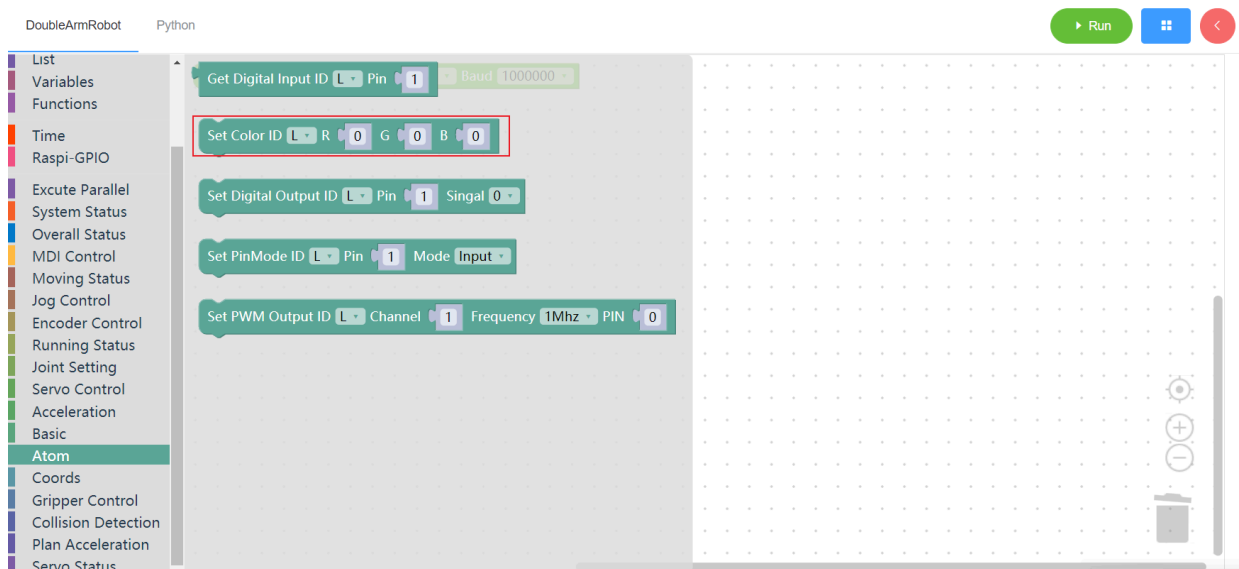 DoubleArmRobot Python Run
List
Variables
Functions
Time
Raspi-GPIO
Excute Parallel
System Status
Overall Status
MDI Control
Moving Status
Jog Control
Encoder Control
Running Status
Joint Setting
Servo Control
Acceleration
Basic
Atom
Coords
Gripper Control
Collision Detection
Plan Acceleration
Servo Status
Get Digital Input ID L Pin 1 Baud 1000000
Set Color ID L R 0 G 0 B 0
Set Digital Output ID L Pin 1 Singal 0
Set PinMode ID L Pin 1 Mode Input
Set PWM Output ID L Channel 1 Frequency 1Mhz PIN 0